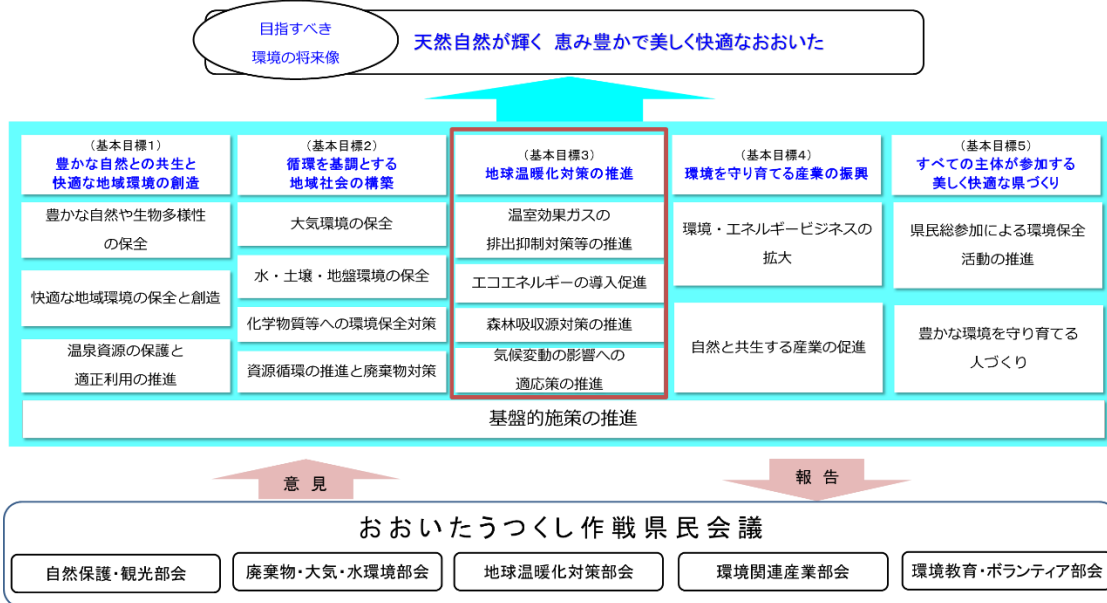 目指すべき
環境の将来像
天然自然が輝く 恵み豊かで美しく快適なおおいた
(基本目標1)
豊かな自然との共生と
快適な地域環境の創造
豊かな自然や生物多様性
の保全
快適な地域環境の保全と創造
温泉資源の保護と
適正利用の推進
(基本目標2)
循環を基調とする
地域社会の構築
大気環境の保全
水・土壌・地盤環境の保全
化学物質等への環境保全対策
資源循環の推進と廃棄物対策
(基本目標3)
地球温暖化対策の推進
温室効果ガスの
排出抑制対策等の推進
エコエネルギーの導入促進
森林吸収源対策の推進
気候変動の影響への
適応策の推進
(基本目標4)
環境を守り育てる産業の振興
環境・エネルギービジネスの
拡大
自然と共生する産業の促進
(基本目標5)
すべての主体が参加する
美しく快適な県づくり
県民総参加による環境保全
活動の推進
豊かな環境を守り育てる
人づくり
基盤的施策の推進
意見
報告
おおいたうつくし作戦県民会議
自然保護・観光部会
廃棄物・大気・水環境部会
地球温暖化対策部会
環境関連産業部会
環境教育・ボランティア部会